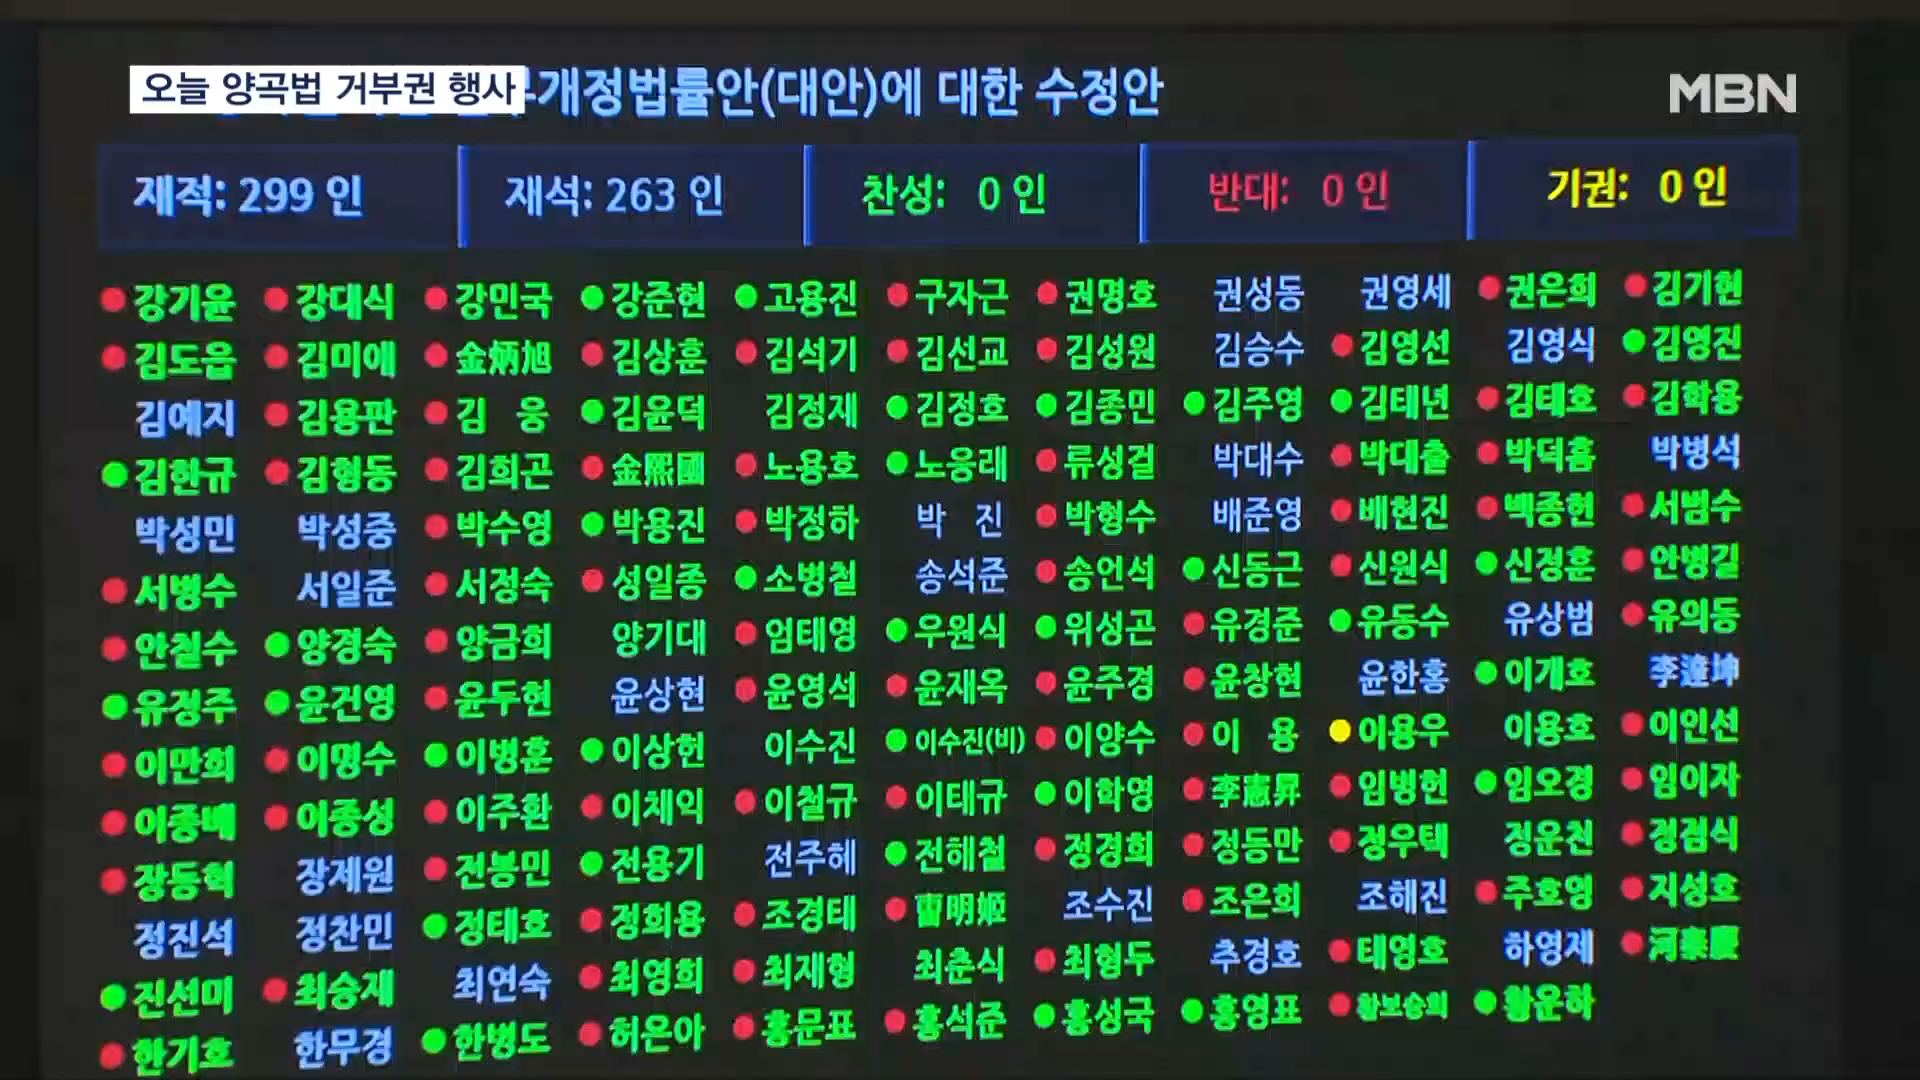 오늘 양곡법 거부권 행사
개정법률안(대안)에 대한 수정안
MBN
재적: 299 인 재석: 263 인 찬성: 0 인 반대: 0 인 기권: 0 인
강기윤 강대식 강민국 강준현 고용진 구자근 권명호 권성동 권영세 권은희 김기현
김도읍 김미애 金炳旭 김상훈 김석기 김선교 김성원 김승수 김영선 김영식 김영진
김예지 김용판 김 웅 김윤덕 김정재 김정호 김종민 김주영 김태년 김태호 김학용
김한규 김형동 김희곤 金熙國 노용호 노웅래 류성걸 박대수 박대출 박덕흠 박병석
박성민 박성중 박수영 박용진 박정하 박 진 박형수 배준영 배현진 백종헌 서범수
서병수 서일준 서정숙 성일종 소병철 송석준 송언석 신동근 신원식 신정훈 안병길
안철수 양경숙 양금희 양기대 엄태영 우원식 위성곤 유경준 유동수 유상범 유의동
유정주 윤건영 윤두현 윤상현 윤영석 윤재옥 윤주경 윤창현 윤한홍 이개호 李達坤
이만희 이명수 이병훈 이상헌 이수진 이수진(비) 이양수 이 용 이용우 이용호 이인선
이종배 이종성 이주환 이채익 이철규 이태규 이학영 李憲昇 임병헌 임오경 임이자
장동혁 장제원 전봉민 전용기 전주혜 전해철 정경희 정동만 정우택 정운천 정점식
정진석 정찬민 정태호 정희용 조경태 曺明姬 조수진 조은희 조해진 주호영 지성호
진선미 최승재 최연숙 최영희 최재형 최춘식 최형두 추경호 태영호 하영제 河泰慶
한기호 한무경 한병도 허은아 홍문표 홍석준 홍성국 홍영표 황보승희 황운하